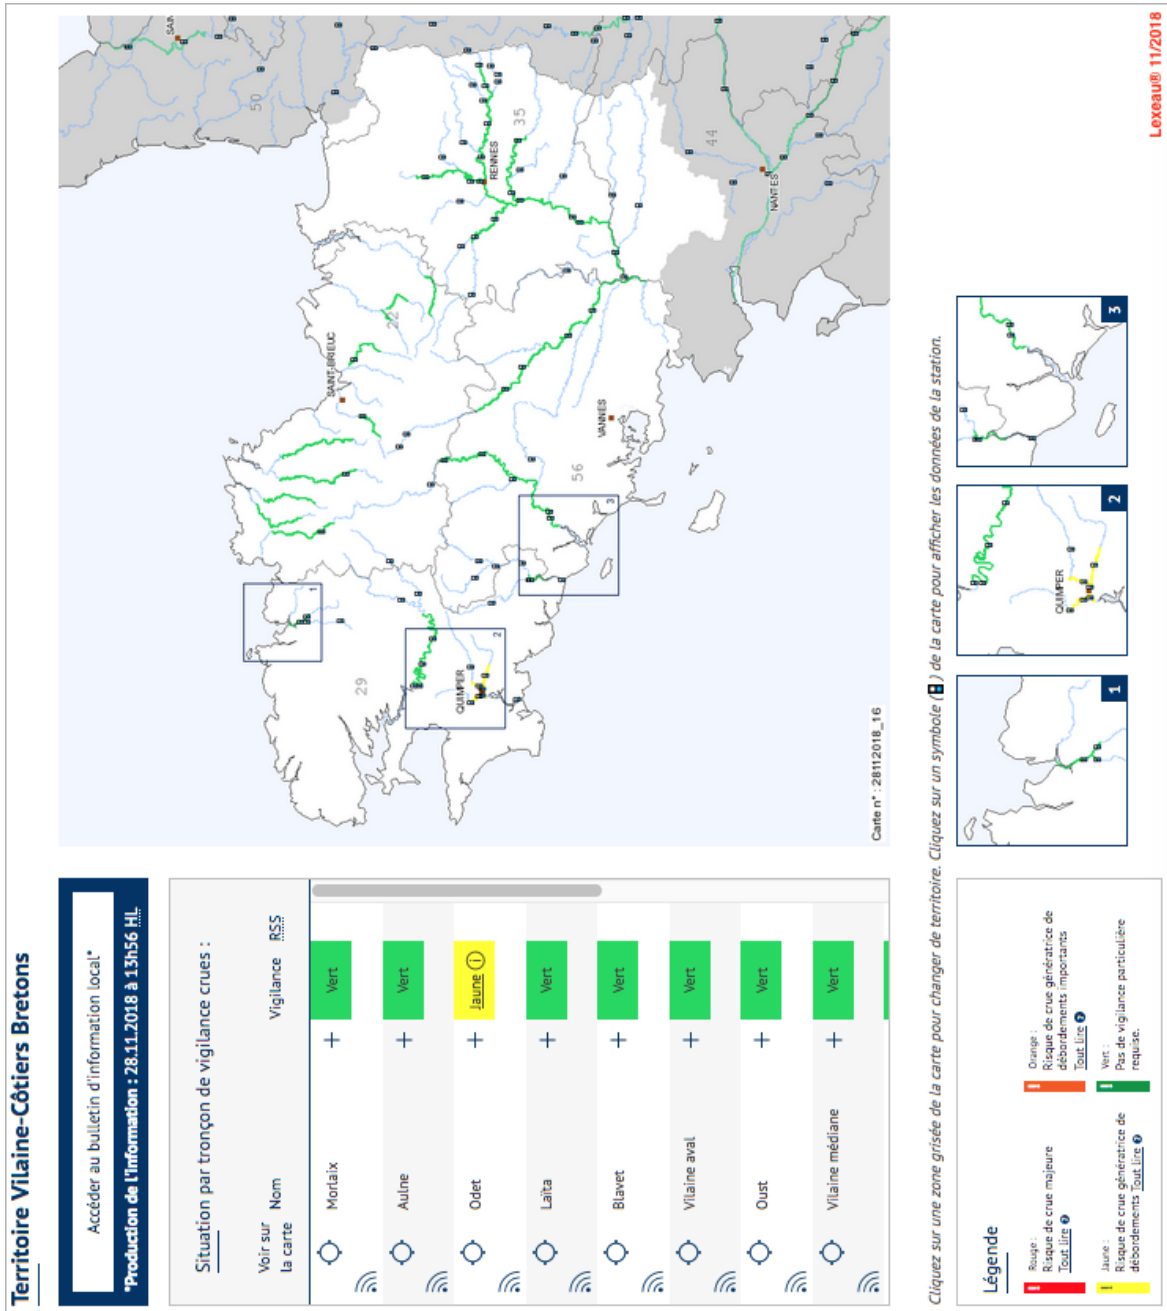 Territoire Vilaine-Côtiers Bretons
Accéder au bulletin d'information local*
*Production de l'information : 28.11.2018 à 13h56 HL
Situation par tronçon de vigilance crues :
Voir sur la carte
Nom
Vigilance
RSS
Morlaix
+
Vert
Aulne
+
Vert
Odet
+
Jaune
Laïta
+
Vert
Blavet
+
Vert
Vilaine aval
+
Vert
Oust
+
Vert
Vilaine médiane
+
Vert
SAIN
50
35
RENNES
44
NANTES
22
SAINT-BRIEUC
VANNES
56
3
1
2
29
QUIMPER
Carte n° : 28112018_16
Cliquez sur une zone grisée de la carte pour changer de territoire. Cliquez sur un symbole ( ) de la carte pour afficher les données de la station.
Légende
Rouge :
Risque de crue majeure
Tout lire
Orange :
Risque de crue génératrice de
débordements importants
Tout lire
Jaune :
Risque de crue génératrice de
débordements Tout lire
Vert :
Pas de vigilance particulière
requise.
1
QUIMPER
2
3
Lexeau® 11/2018